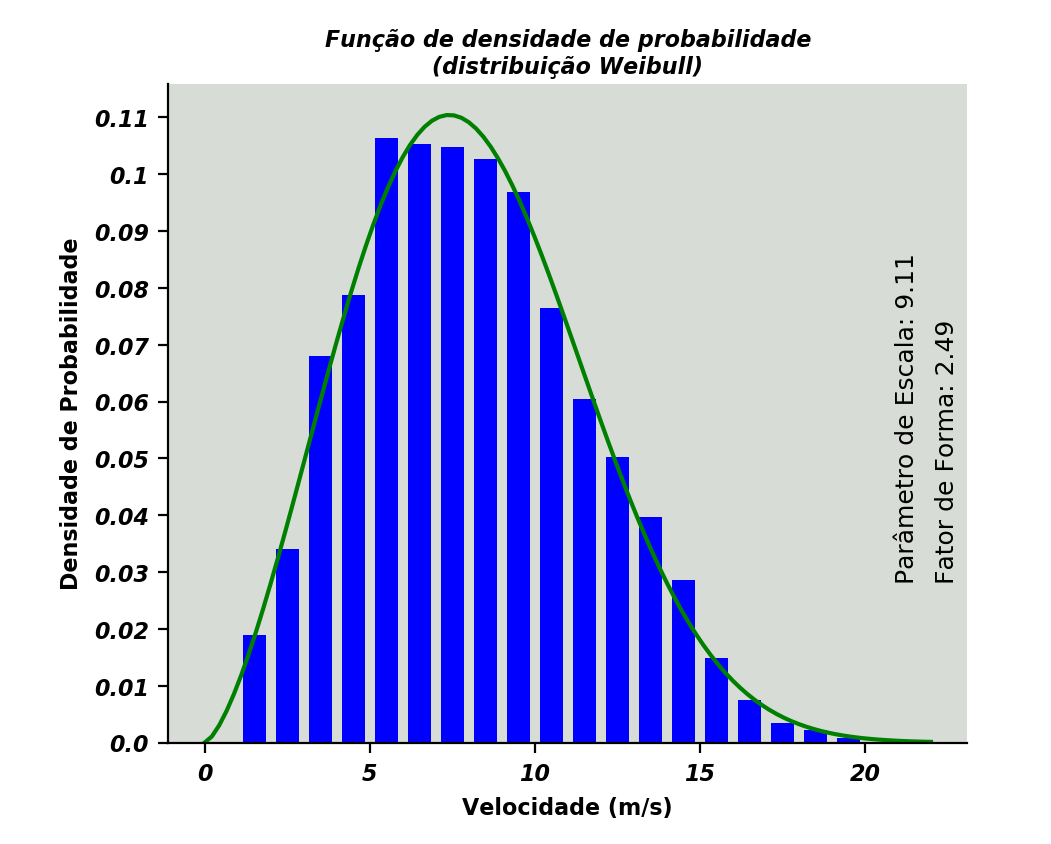 Função de densidade de probabilidade
(distribuição Weibull)
Densidade de Probabilidade
0.11
0.1
0.09
0.08
0.07
0.06
0.05
0.04
0.03
0.02
0.01
0.0
Parâmetro de Escala: 9.11
Fator de Forma: 2.49
0
5
10
15
20
Velocidade (m/s)